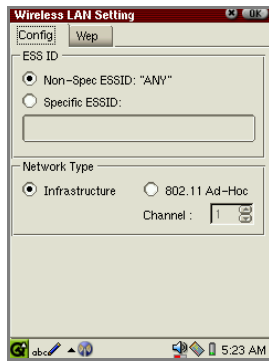 Wireless LAN Setting OK
Config Wep
ESS ID
Non-Spec ESSID: "ANY"
Specific ESSID:
Network Type
Infrastructure 802.11 Ad-Hoc
Channel : 1
abc 5:23 AM